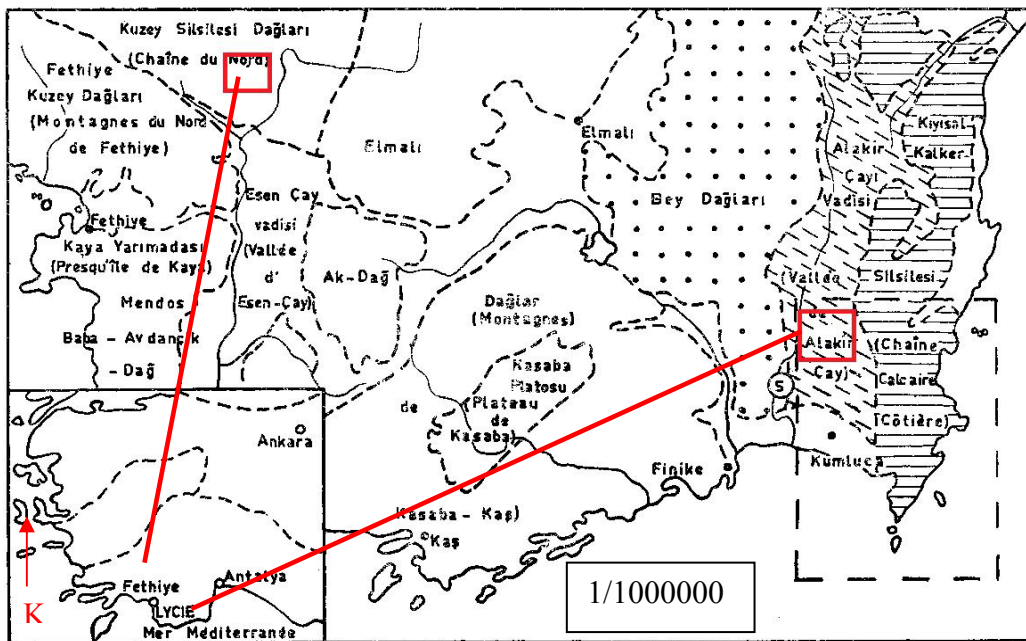 Kuzey Silsilesi Dağları
(Chaîne du Nord)
Fethiye
Kuzey Dağları
(Montagnes du Nord
de Fethiye)
Fethiye
Kaya Yarımadası
(Presqu'île de Kaya)
Mendos
Baba - Avdancık
- Dağ
Esen Çay
vadisi
(Vallée
d'
Esen-Çay)
Elmalı
Elmalı
Ak-Dağ
Bey Dağları
Dağlar
(Montagnes)
Kasaba
Platosu
(Plateau
de
Kasaba)
de
Kasaba - Kaş)
Kaş
Finike
Alakır
Çayı
Vadisi
(Vallée
Alakır
Çay)
5
Kumluca
Kıyısal
Kalker
Silsilesi
(Chaîne
Calcaire
Côtière)
Ankara
Fethiye
LYCIE
Antalya
Mer Méditerranée
K
1/1000000